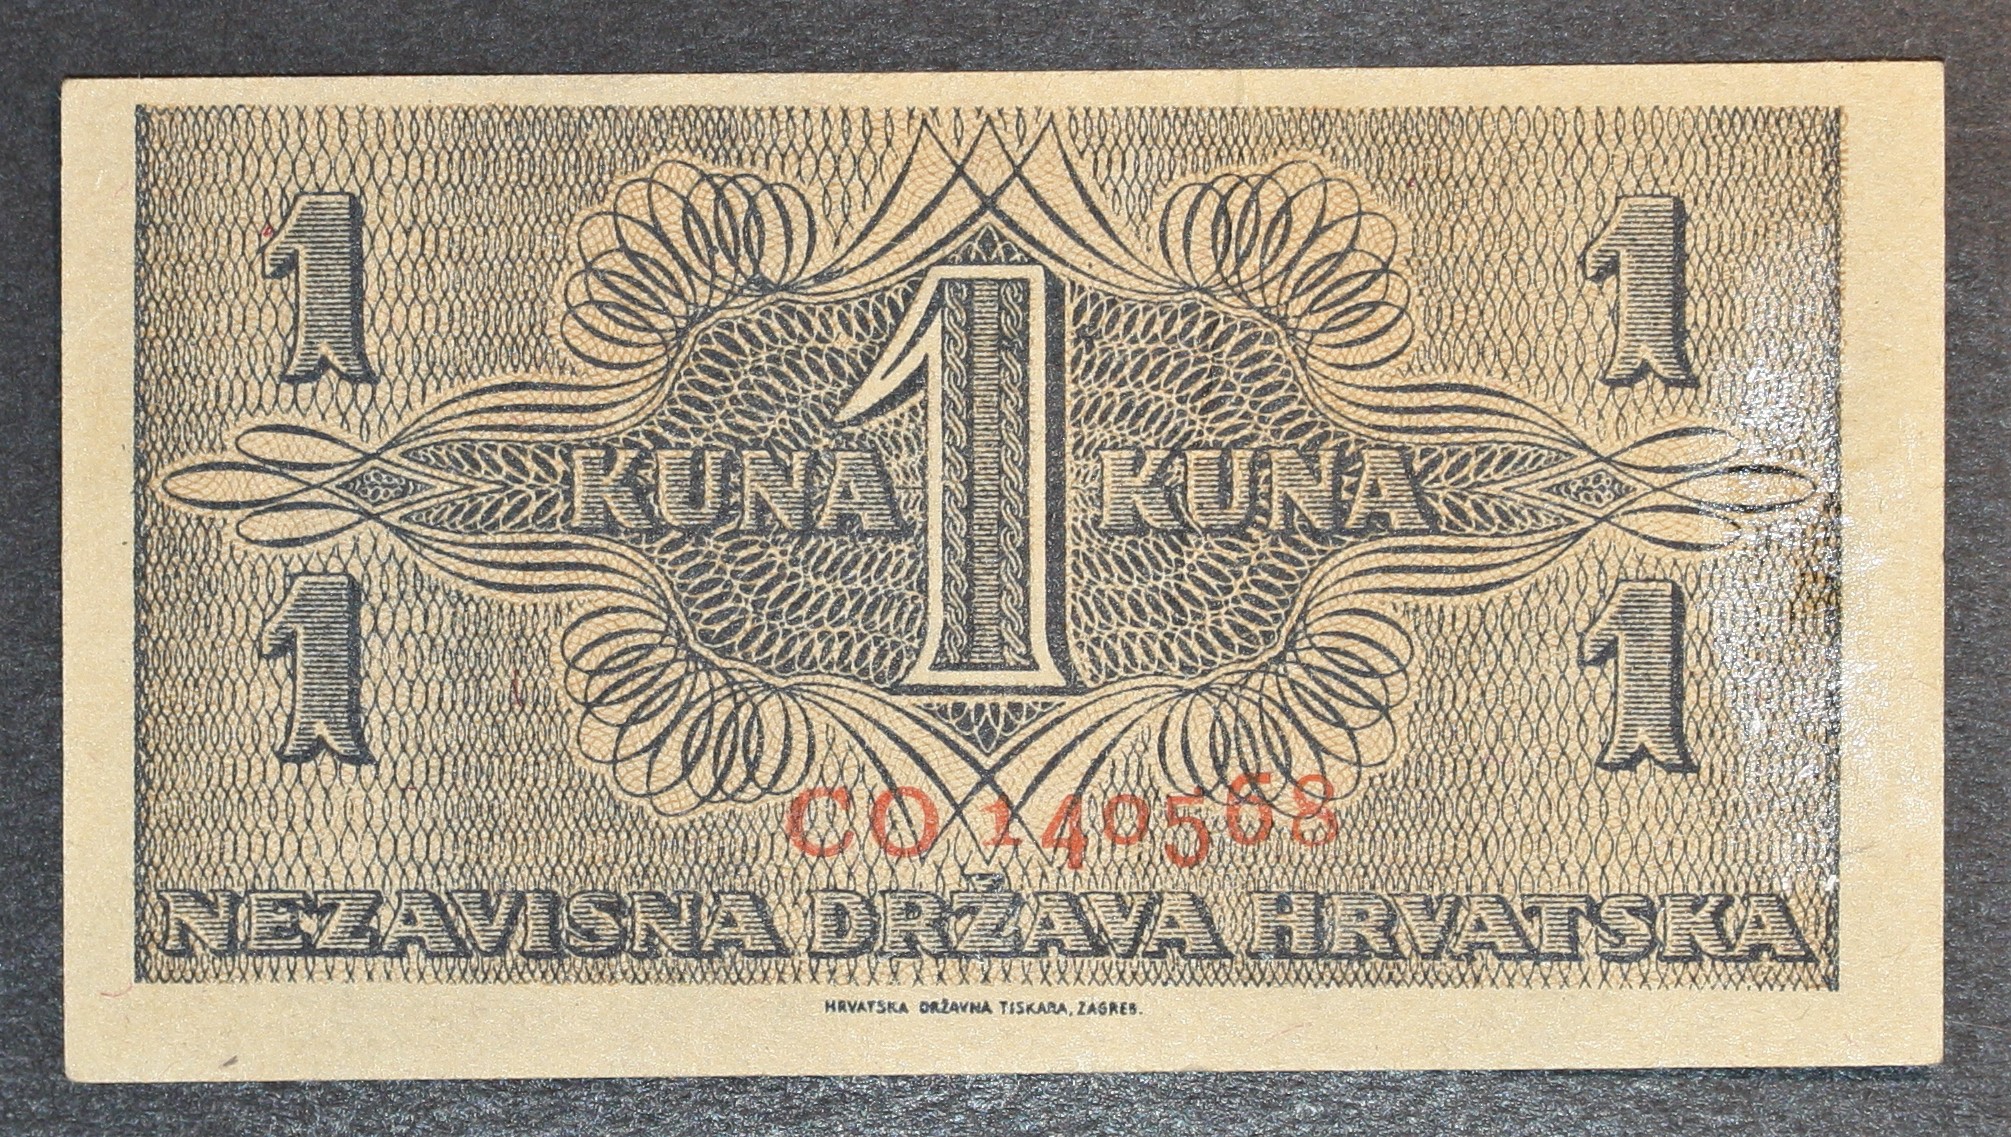 1 1
KUNA 1 KUNA
1 1
CO 140568
NEZAVISNA DRŽAVA HRVATSKA
HRVATSKA DRŽAVNA TISKARA, ZAGREB.